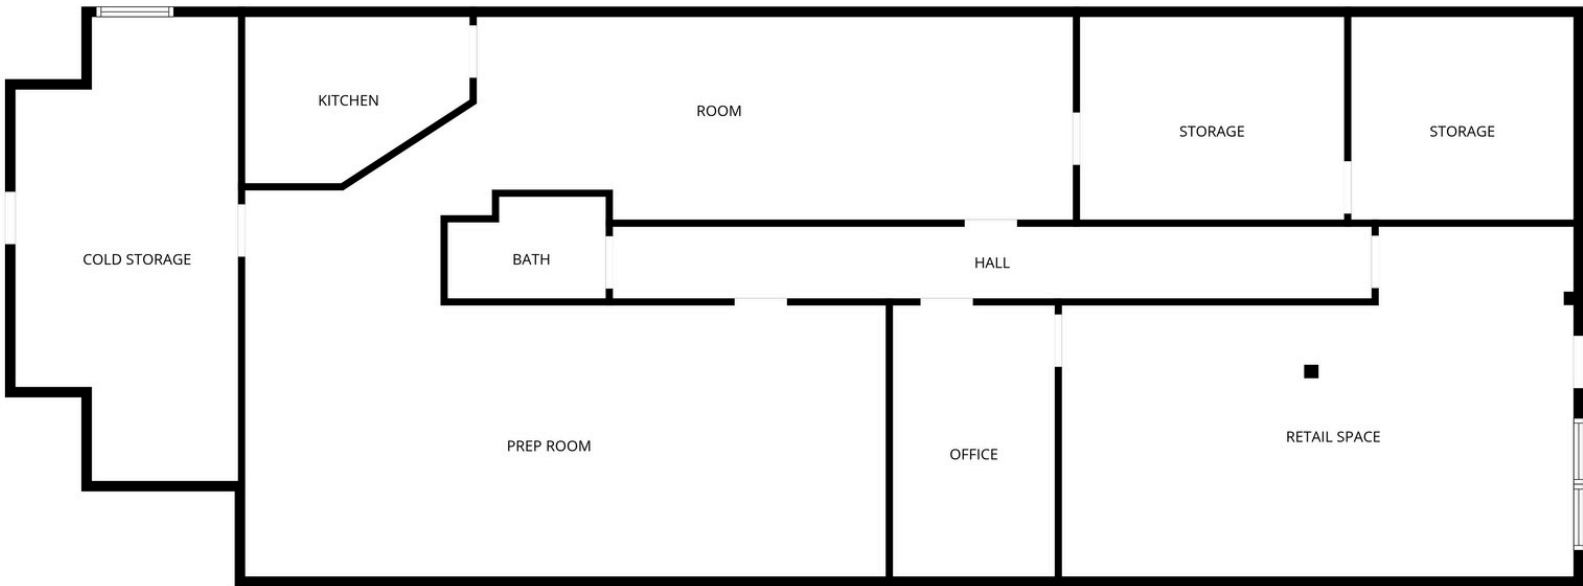 KITCHEN
ROOM
STORAGE
STORAGE
COLD STORAGE
BATH
HALL
PREP ROOM
OFFICE
RETAIL SPACE